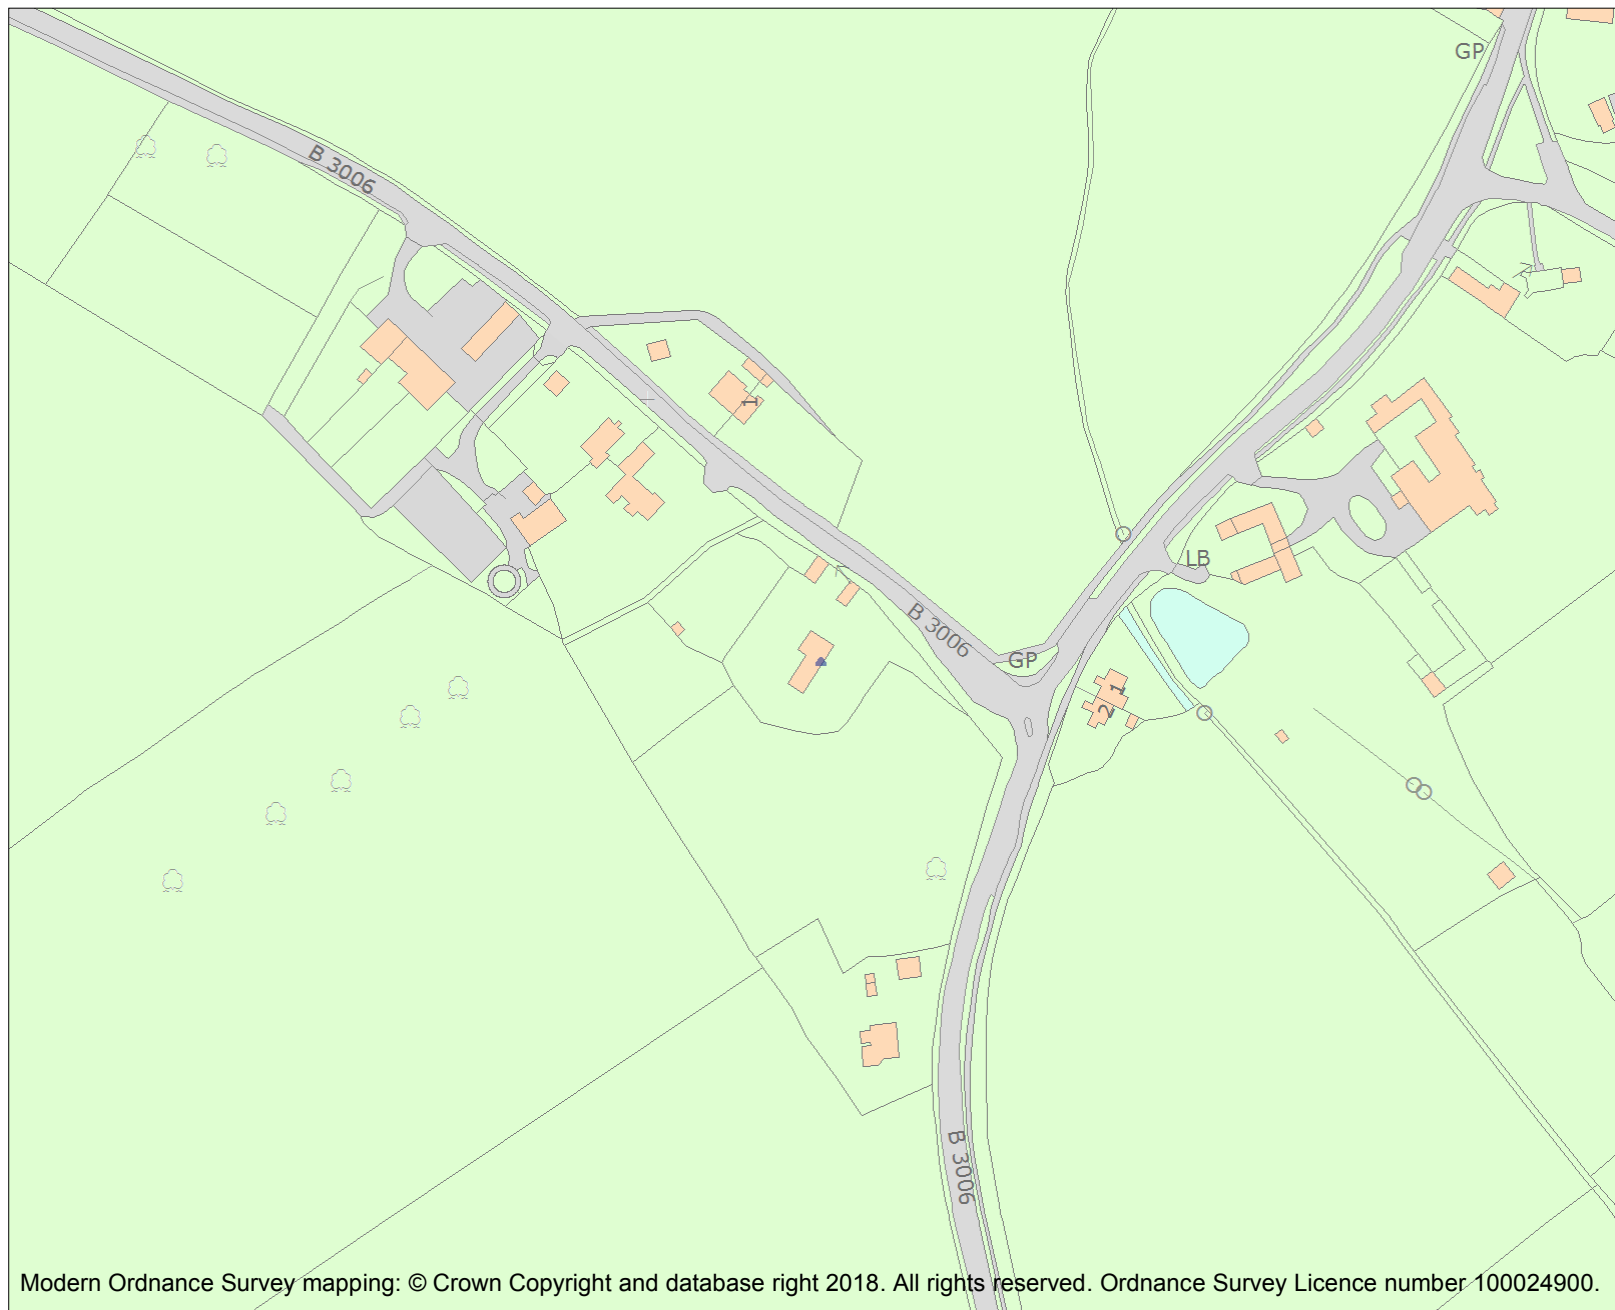 GP
B 3006
1
LB
B 3006
GP
1
2
B 3006
Modern Ordnance Survey mapping: © Crown Copyright and database right 2018. All rights reserved. Ordnance Survey Licence number 100024900.